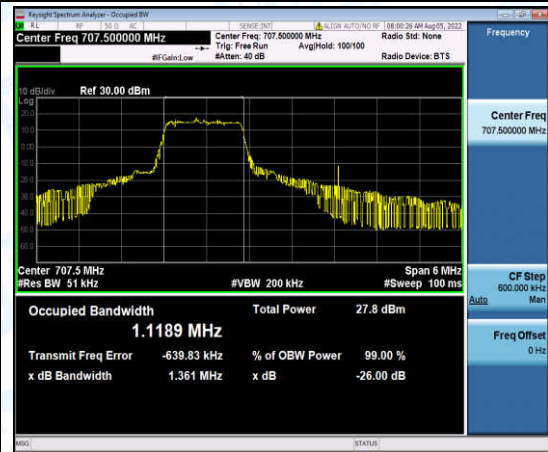 Keysight Spectrum Analyzer - Occupied BW
RL RF 50 Ω AC SENSE:INT ALIGN AUTO/NO RF 08:00:26 AM Aug 05, 2022
Center Freq 707.500000 MHz Center Freq: 707.500000 MHz Radio Std: None
Trig: Free Run Avg|Hold: 100/100
#IFGain:Low #Atten: 40 dB Radio Device: BTS
10 dB/div Ref 30.00 dBm
Log
20.0
10.0
0.00
-10.0
-20.0
-30.0
-40.0
-50.0
-60.0
Center 707.5 MHz Span 6 MHz
#Res BW 51 kHz #VBW 200 kHz #Sweep 100 ms
Occupied Bandwidth Total Power 27.8 dBm
1.1189 MHz
Transmit Freq Error -639.83 kHz % of OBW Power 99.00 %
x dB Bandwidth 1.361 MHz x dB -26.00 dB
MSG STATUS
Frequency
Center Freq
707.500000 MHz
CF Step
600.000 kHz
Auto Man
Freq Offset
0 Hz